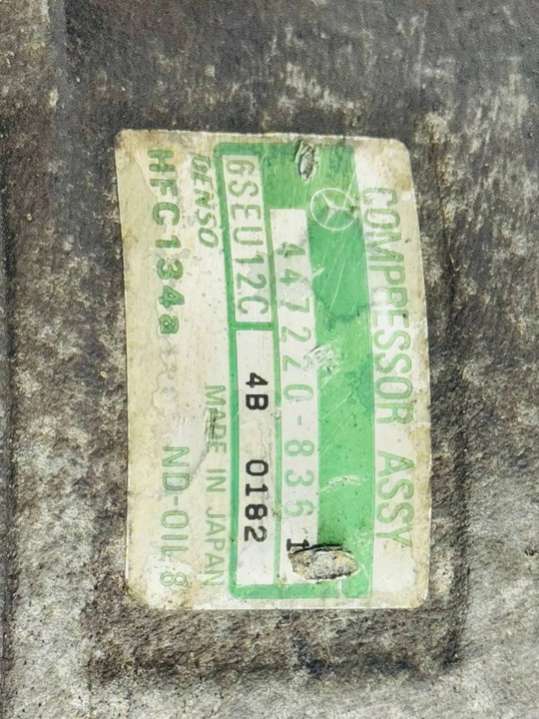 COMPRESSOR ASSY
447220-8361
6SEU12C 4B 0182
DENSO MADE IN JAPAN
HFC134a ND-OIL 8